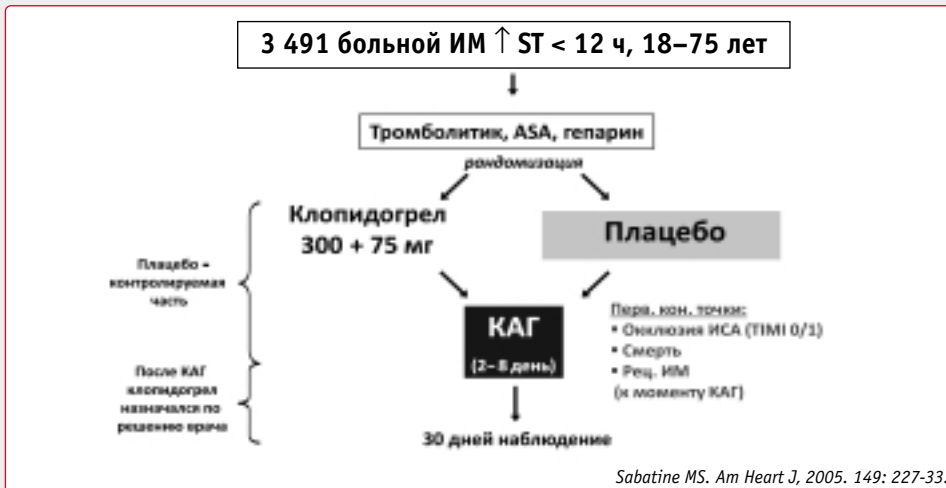 3 491 больной ИМ ↑ ST < 12 ч, 18–75 лет
Тромболитик, ASA, гепарин
рандомизация
Клопидогрел
300 + 75 мг
Плацебо
Плацебо –
контролируемая
часть
КАГ
(2–8 день)
Перв. кон. точки:
▪ Окклюзия ИСА (TIMI 0/1)
▪ Смерть
▪ Рец. ИМ
(к моменту КАГ)
После КАГ
клопидогрел
назначался по
решению врача
30 дней наблюдение
Sabatine MS. Am Heart J, 2005. 149: 227-33.